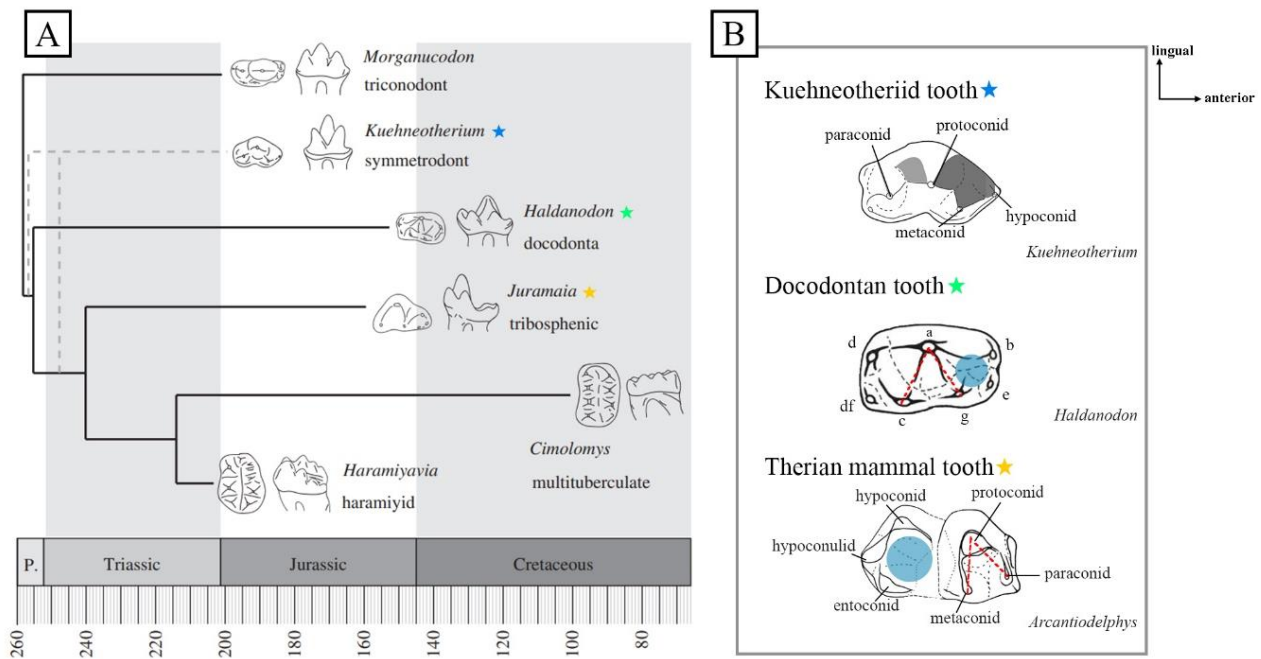 A
Morganucodon
triconodont
Kuehneotherium
symmetrodont
Haldanodon
docodonta
Juramaia
tribosphenic
Cimolomys
multituberculate
Haramiyavia
haramiyid
P.
Triassic
Jurassic
Cretaceous
260
240
220
200
180
160
140
120
100
80
B
lingual
anterior
Kuehneotheriid tooth
paraconid
protoconid
hypoconid
metaconid
Kuehneotherium
Docodontan tooth
d
a
b
df
e
c
g
Haldanodon
Therian mammal tooth
hypoconid
protoconid
hypoconulid
paraconid
entoconid
metaconid
Arcantiodelphys